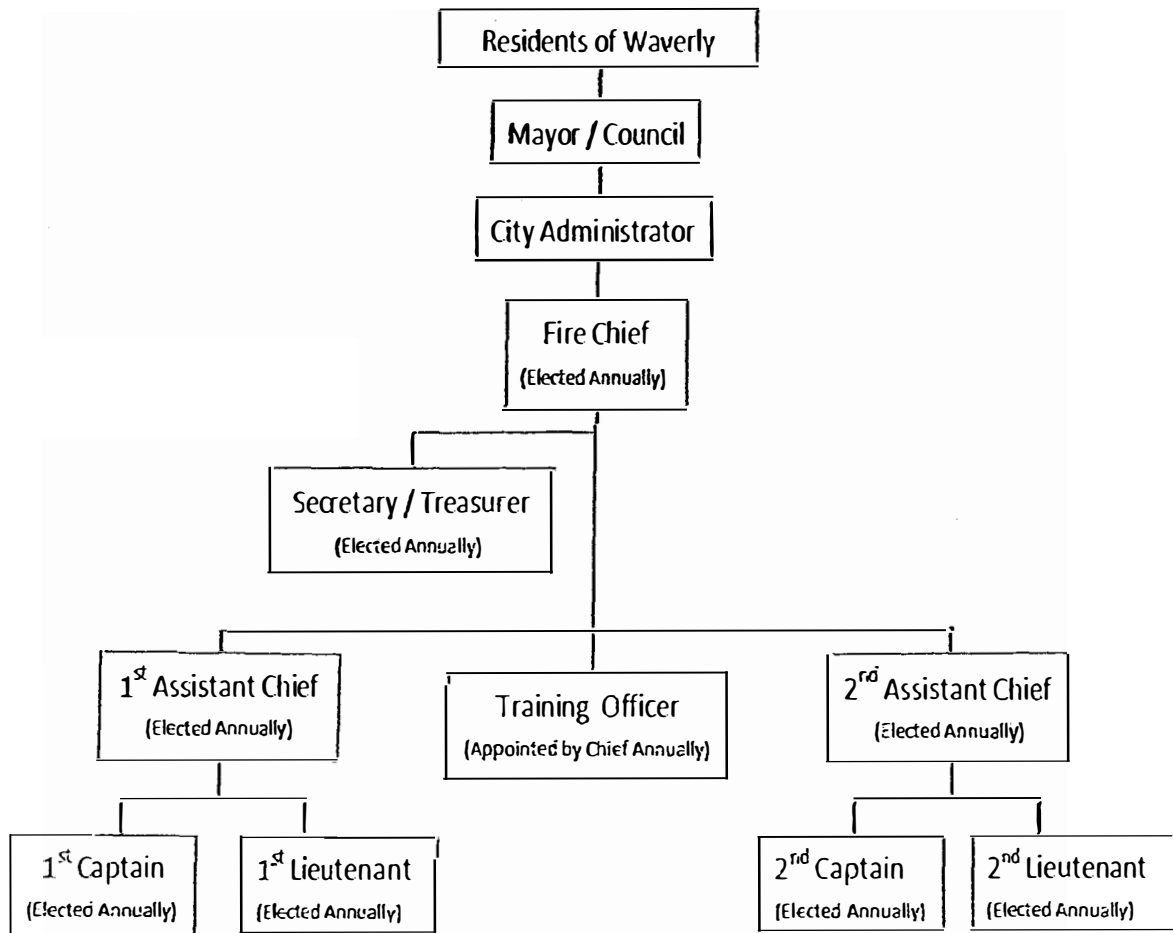 Residents of Waverly
Mayor / Council
City Administrator
Fire Chief
(Elected Annually)
Secretary / Treasurer
(Elected Annually)
1st Assistant Chief
(Elected Annually)
Training Officer
(Appointed by Chief Annually)
2nd Assistant Chief
(Elected Annually)
1st Captain
(Elected Annually)
1st Lieutenant
(Elected Annually)
2nd Captain
(Elected Annually)
2nd Lieutenant
(Elected Annually)